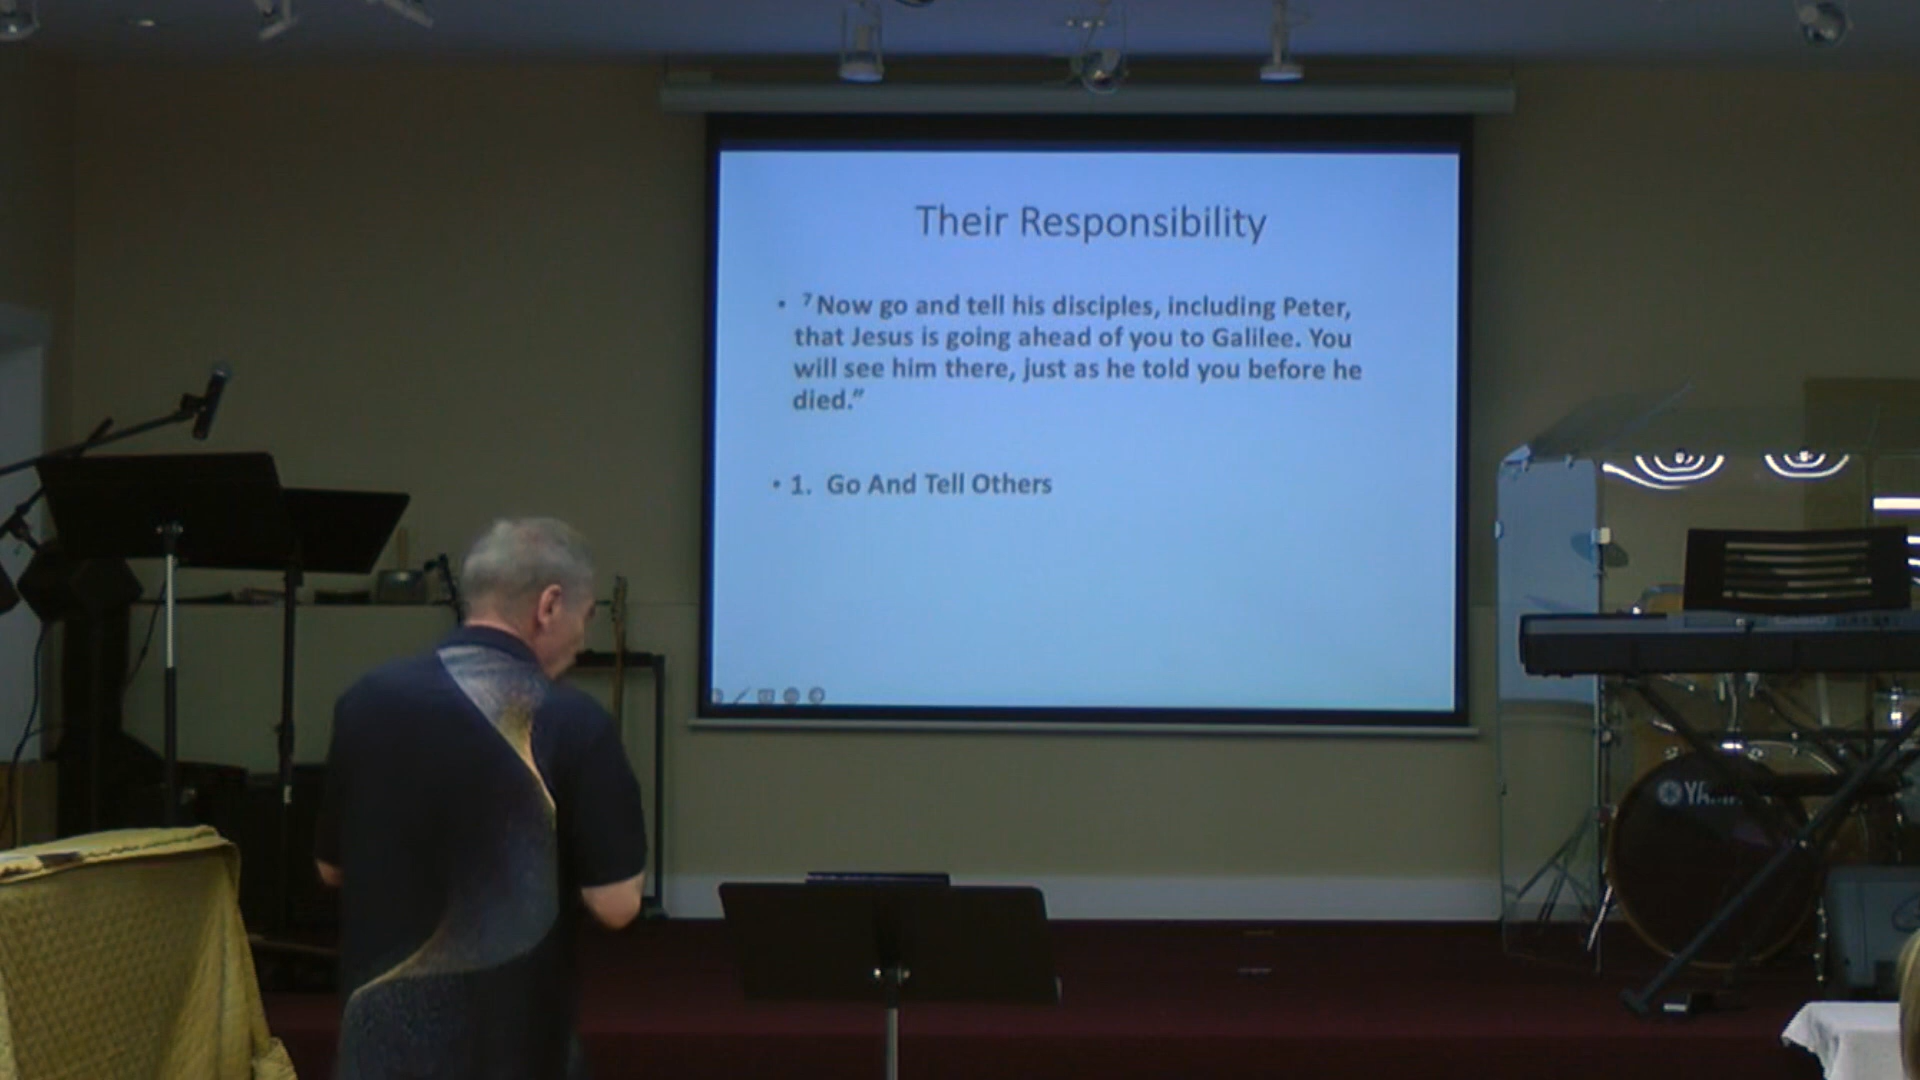 Their Responsibility
• ⁷ Now go and tell his disciples, including Peter,
that Jesus is going ahead of you to Galilee. You
will see him there, just as he told you before he
died.”
• 1. Go And Tell Others
CASIO